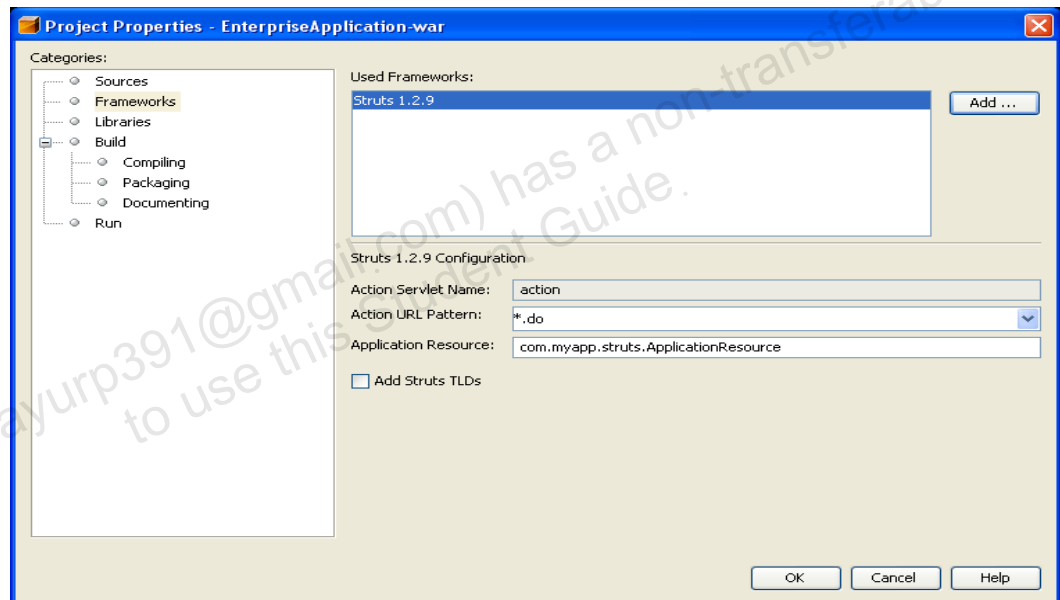 Project Properties - EnterpriseApplication-war
Categories:
Sources
Frameworks
Libraries
Build
Compiling
Packaging
Documenting
Run
Used Frameworks:
Struts 1.2.9
Add ...
Struts 1.2.9 Configuration
Action Servlet Name: action
Action URL Pattern: *.do
Application Resource: com.myapp.struts.ApplicationResource
Add Struts TLDs
OK Cancel Help
ayurp391@gmail.com) has a non-transferab
to use this Student Guide.